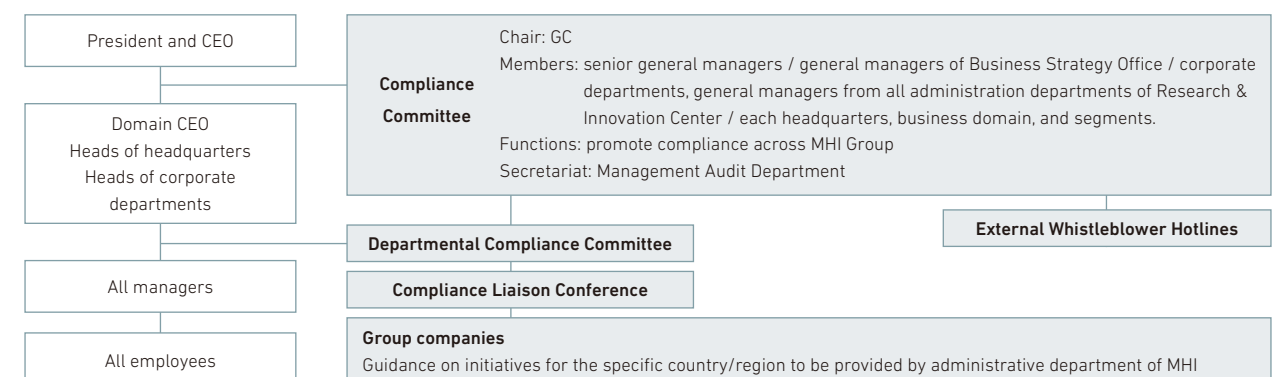 President and CEO
Domain CEO
Heads of headquarters
Heads of corporate
departments
All managers
All employees
Compliance
Committee
Chair: GC
Members: senior general managers / general managers of Business Strategy Office / corporate
departments, general managers from all administration departments of Research &
Innovation Center / each headquarters, business domain, and segments.
Functions: promote compliance across MHI Group
Secretariat: Management Audit Department
External Whistleblower Hotlines
Departmental Compliance Committee
Compliance Liaison Conference
Group companies
Guidance on initiatives for the specific country/region to be provided by administrative department of MHI